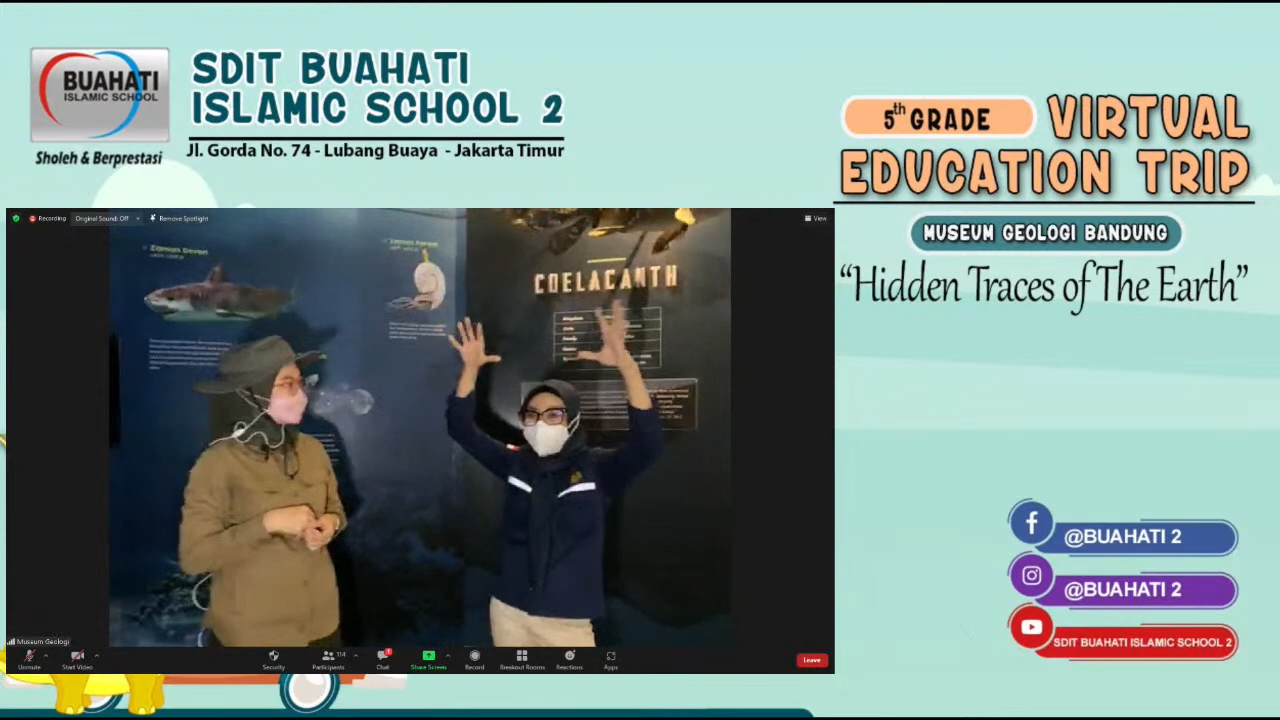 BUAHATI
ISLAMIC SCHOOL
Sholeh & Berprestasi
SDIT BUAHATI
ISLAMIC SCHOOL 2
Jl. Gorda No. 74 - Lubang Buaya - Jakarta Timur
5th GRADE VIRTUAL
EDUCATION TRIP
MUSEUM GEOLOGI BANDUNG
“Hidden Traces of The Earth”
Recording
Original Sound: Off
Remove Spotlight
View
Zaman Devon
COELACANTH
Museum Geologi
Unmute
Start Video
Security
Participants
114
Chat
1
Share Screen
Record
Breakout Rooms
Reactions
Apps
Leave
@BUAHATI 2
@BUAHATI 2
SDIT BUAHATI ISLAMIC SCHOOL 2